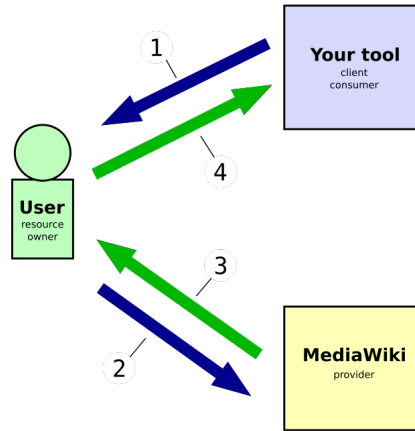 1
Your tool
client
consumer
4
User
resource
owner
3
2
MediaWiki
provider